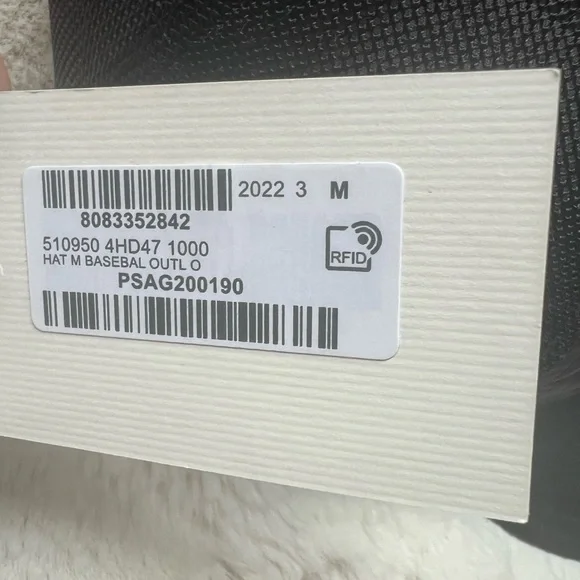 2022 3 M
8083352842
510950 4HD47 1000
HAT M BASEBAL OUTL O
RFID
PSAG200190